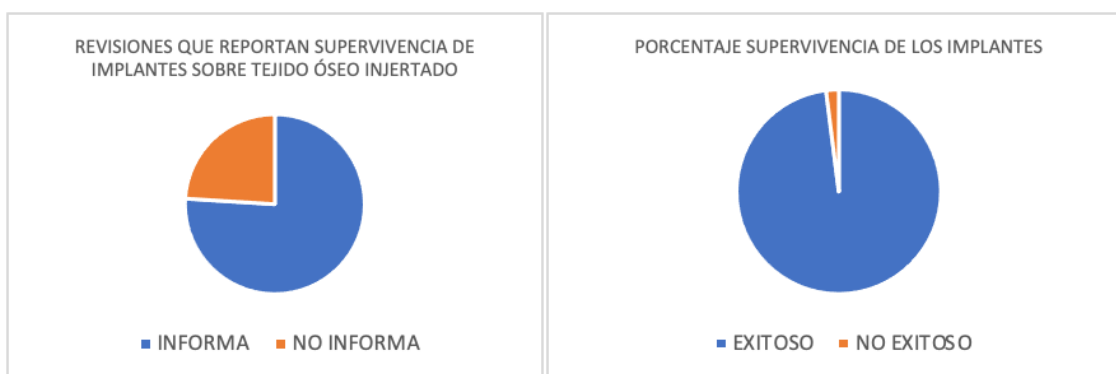 REVISIONES QUE REPORTAN SUPERVIVENCIA DE
IMPLANTES SOBRE TEJIDO ÓSEO INJERTADO
INFORMA NO INFORMA
PORCENTAJE SUPERVIVENCIA DE LOS IMPLANTES
EXITOSO NO EXITOSO